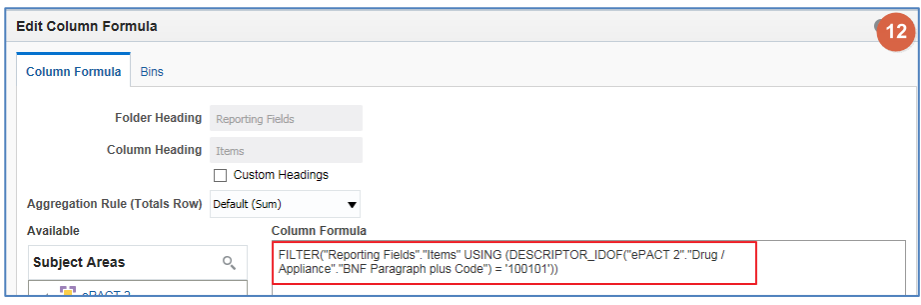 Edit Column Formula
12
Column Formula
Bins
Folder Heading
Reporting Fields
Column Heading
Items
Custom Headings
Aggregation Rule (Totals Row)
Default (Sum)
Available
Column Formula
Subject Areas
FILTER("Reporting Fields"."Items" USING (DESCRIPTOR_IDOF("ePACT 2"."Drug /
Appliance"."BNF Paragraph plus Code") = '100101'))
ePACT 2